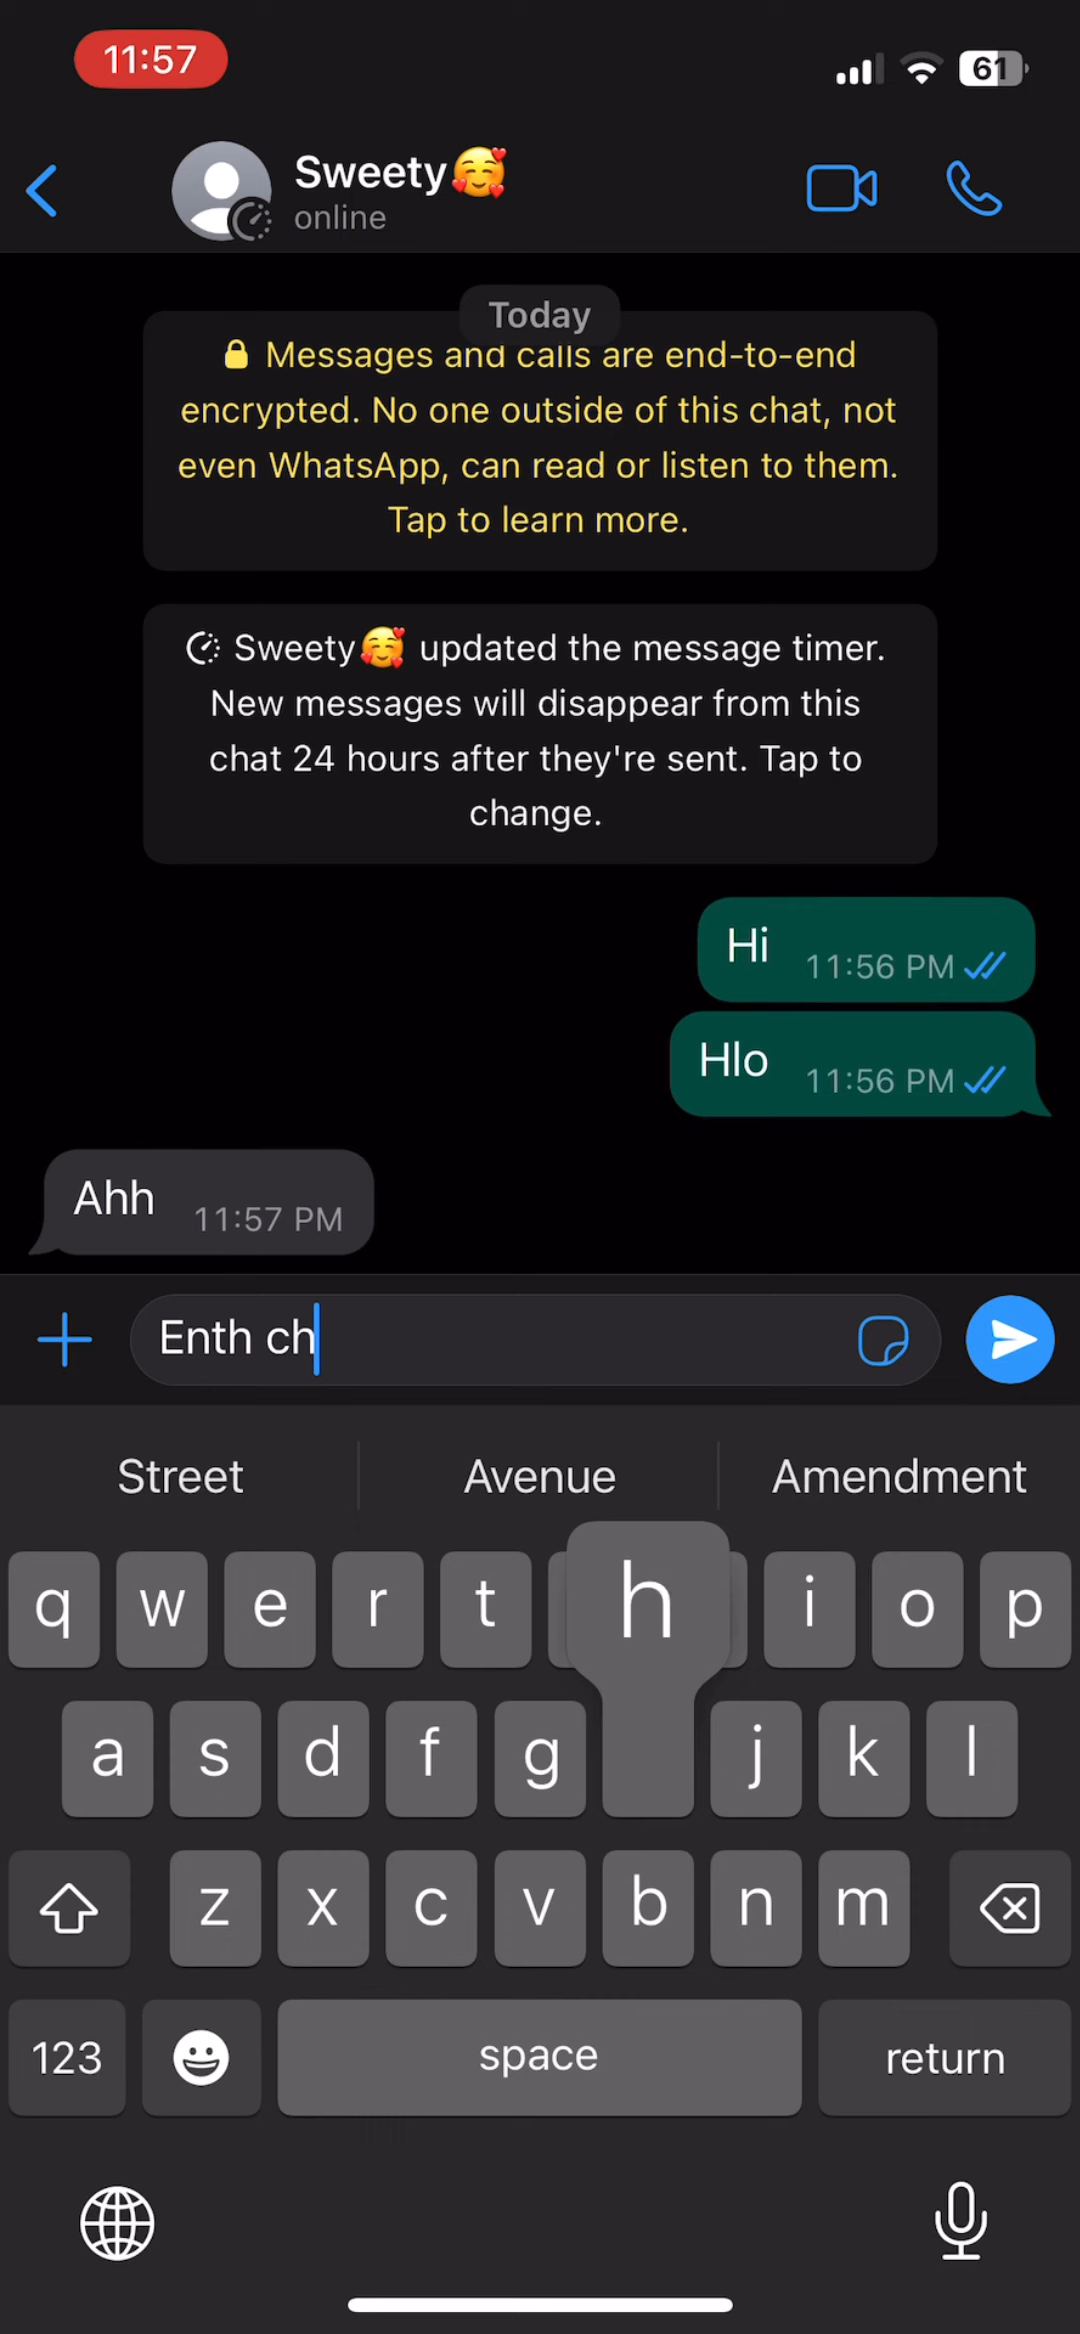 11:57
61
Sweety🥰
online
Today
🔒 Messages and calls are end-to-end
encrypted. No one outside of this chat, not
even WhatsApp, can read or listen to them.
Tap to learn more.
Sweety🥰 updated the message timer.
New messages will disappear from this
chat 24 hours after they're sent. Tap to
change.
Hi 11:56 PM
Hlo 11:56 PM
Ahh 11:57 PM
Enth ch
Street Avenue Amendment
q w e r t h i o p
a s d f g j k l
z x c v b n m
123 space return